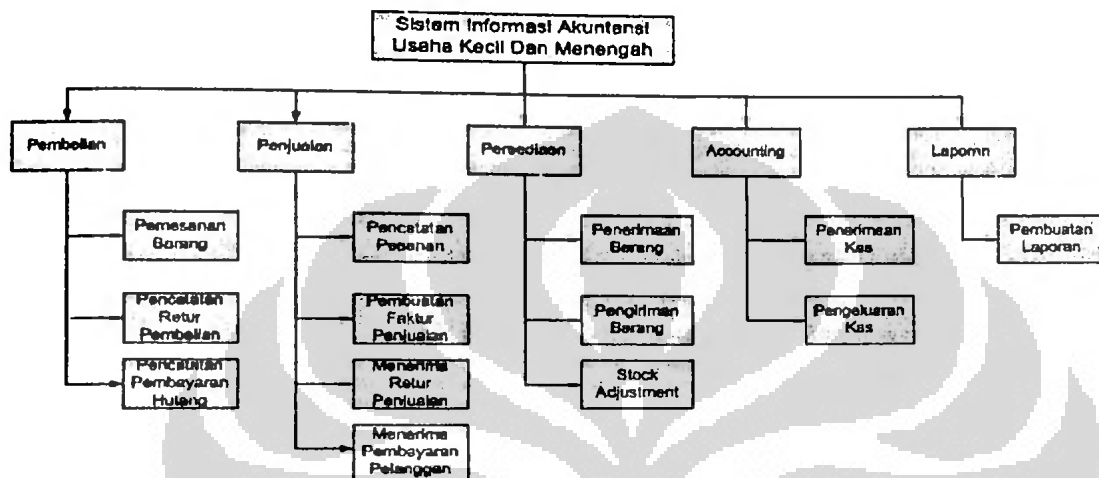 Sistem Informasi Akuntansi
Usaha Kecil Dan Menengah
Pembelian
Penjualan
Persediaan
Accounting
Laporan
Pemesanan
Barang
Pencatatan
Retur
Pembelian
Pencatatan
Pembayaran
Hutang
Pencatatan
Pesanan
Pembuatan
Faktur
Penjualan
Menerima
Retur
Penjualan
Menerima
Pembayaran
Pelanggan
Penerimaan
Barang
Pengiriman
Barang
Stock
Adjustment
Penerimaan
Kas
Pengeluaran
Kas
Pembuatan
Laporan